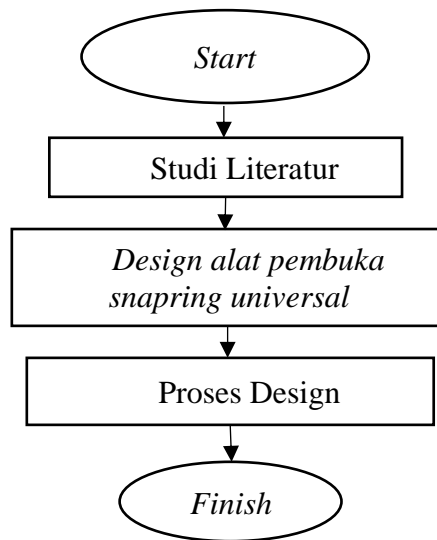 Start
Studi Literatur
Design alat pembuka
snapring universal
Proses Design
Finish